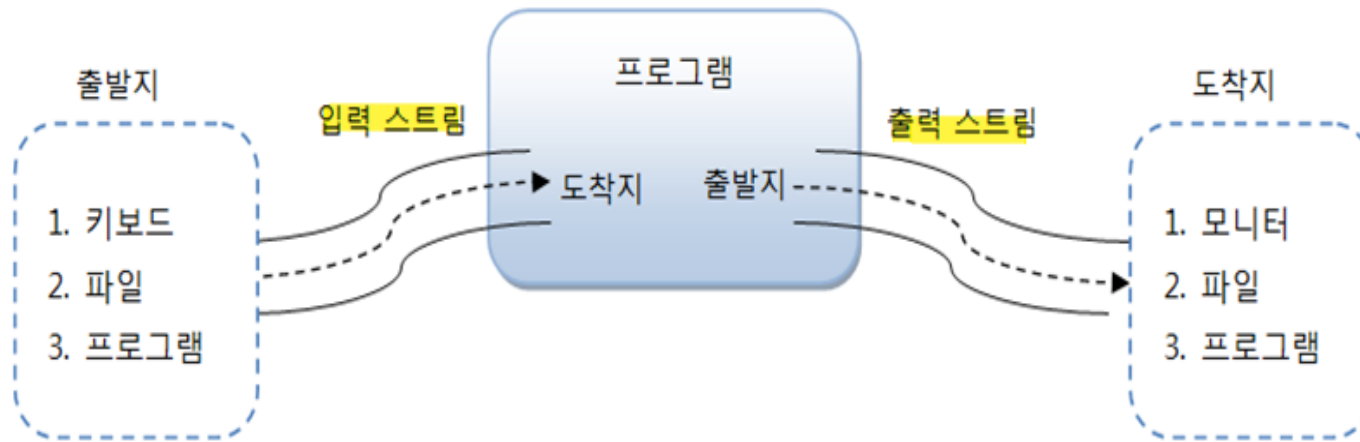 출발지
1. 키보드
2. 파일
3. 프로그램
입력 스트림
프로그램
도착지
출발지
출력 스트림
도착지
1. 모니터
2. 파일
3. 프로그램